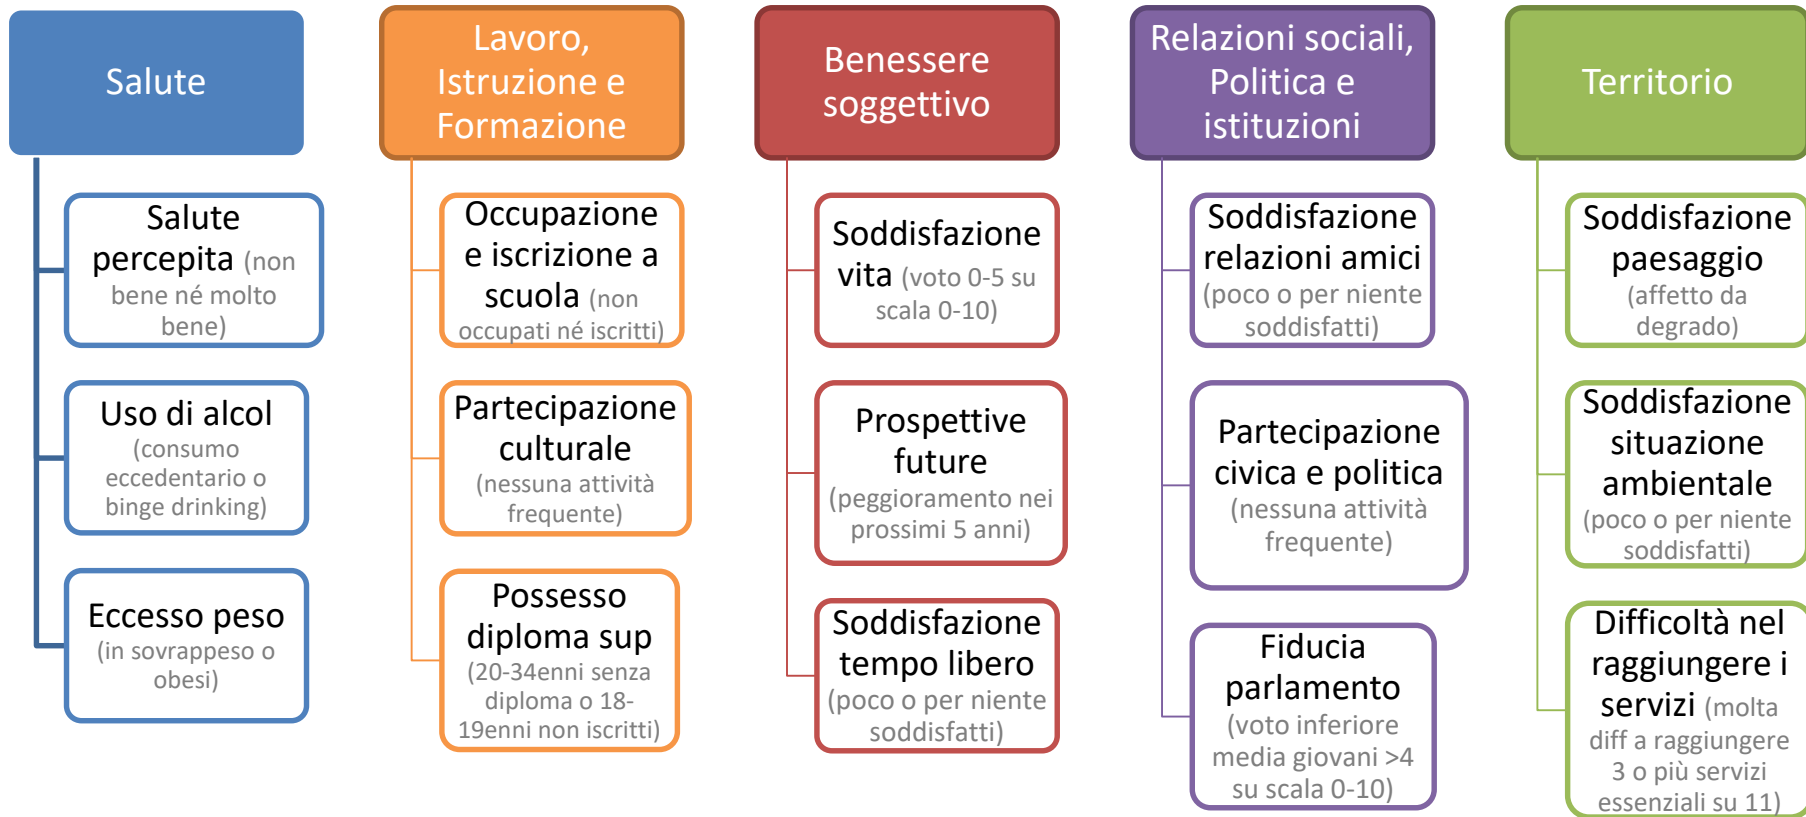 Salute
Salute
percepita (non
bene né molto
bene)
Uso di alcol
(consumo
eccedentario o
binge drinking)
Eccesso peso
(in sovrappeso o
obesi)
Lavoro,
Istruzione e
Formazione
Occupazione
e iscrizione a
scuola (non
occupati né iscritti)
Partecipazione
culturale
(nessuna attività
frequente)
Possesso
diploma sup
(20-34enni senza
diploma o 18-
19enni non iscritti)
Benessere
soggettivo
Soddisfazione
vita (voto 0-5 su
scala 0-10)
Prospettive
future
(peggioramento nei
prossimi 5 anni)
Soddisfazione
tempo libero
(poco o per niente
soddisfatti)
Relazioni sociali,
Politica e
istituzioni
Soddisfazione
relazioni amici
(poco o per niente
soddisfatti)
Partecipazione
civica e politica
(nessuna attività
frequente)
Fiducia
parlamento
(voto inferiore
media giovani >4
su scala 0-10)
Territorio
Soddisfazione
paesaggio
(affetto da
degrado)
Soddisfazione
situazione
ambientale
(poco o per niente
soddisfatti)
Difficoltà nel
raggiungere i
servizi (molta
diff a raggiungere
3 o più servizi
essenziali su 11)